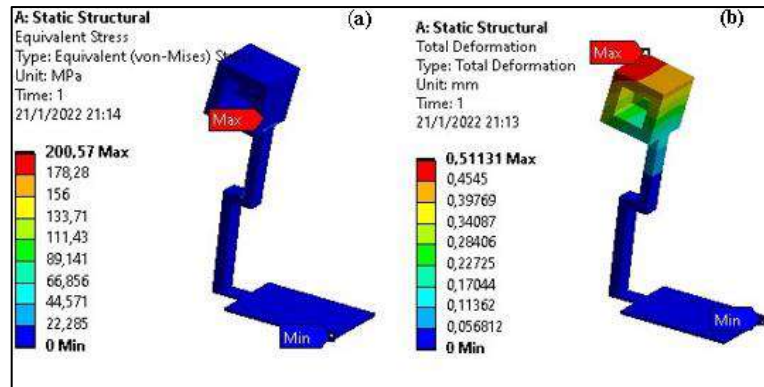 A: Static Structural
Equivalent Stress
Type: Equivalent (von-Mises) S
Unit: MPa
Time: 1
21/1/2022 21:14
(a)
Max
200,57 Max
178,28
156
133,71
111,43
89,141
66,856
44,571
22,285
0 Min
Min
A: Static Structural
Total Deformation
Type: Total Deformation
Unit: mm
Time: 1
21/1/2022 21:13
(b)
Max
0,51131 Max
0,4545
0,39769
0,34087
0,28406
0,22725
0,17044
0,11362
0,056812
0 Min
Min